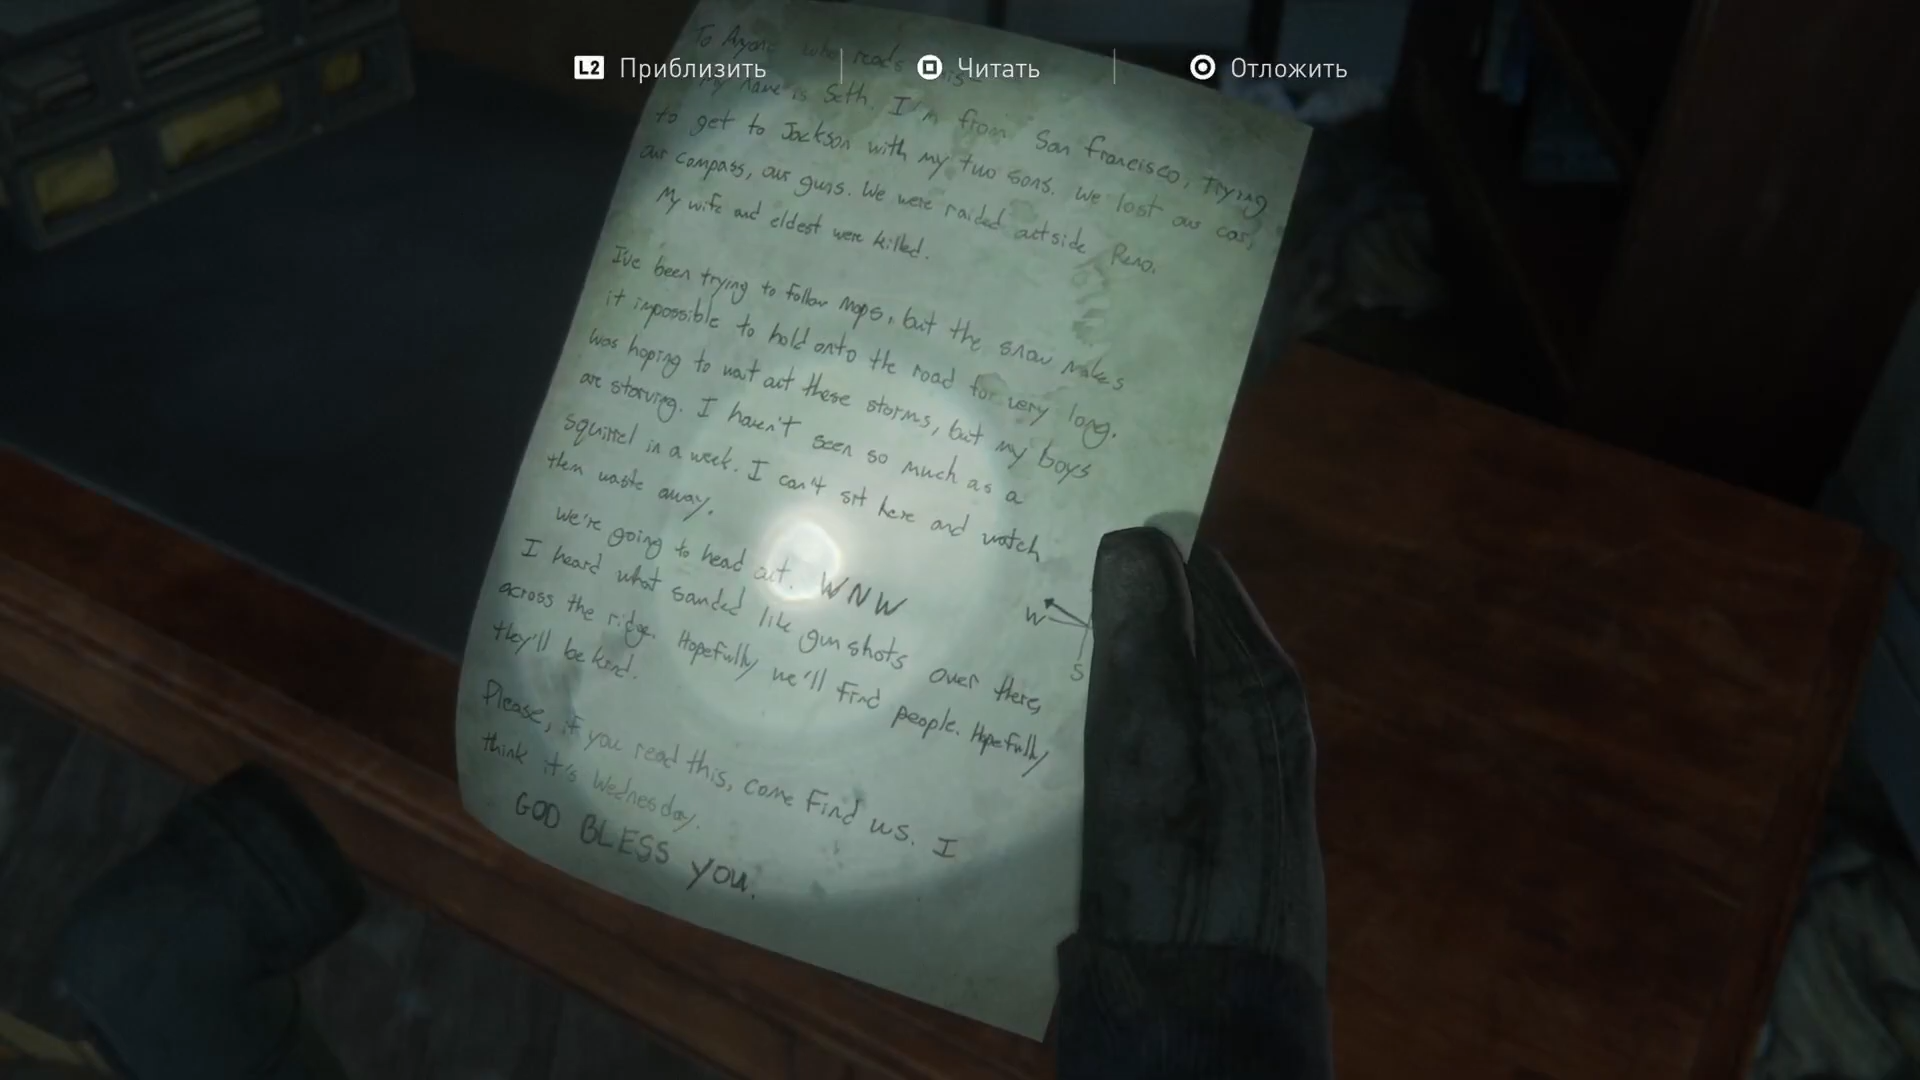 L2 Приблизить
Читать
Отложить
To Anyone who reads this-
My name is Seth. I'm from San Francisco, trying
to get to Jackson with my two sons. We lost our car,
our compass, our guns. We were raided outside Reno.
My wife and eldest were killed.
I've been trying to follow maps, but the snow makes
it impossible to hold onto the road for very long.
was hoping to wait out these storms, but my boys
are starving. I haven't seen so much as a
squirrel in a week. I can't sit here and watch
them waste away.
We're going to head out. WNW
I heard what sounded like gun shots over there,
across the ridge. Hopefully we'll find people. Hopefully
they'll be kind.
W
S
Please, if you read this, come find us. I
think it's Wednesday.
GOD BLESS YOU.